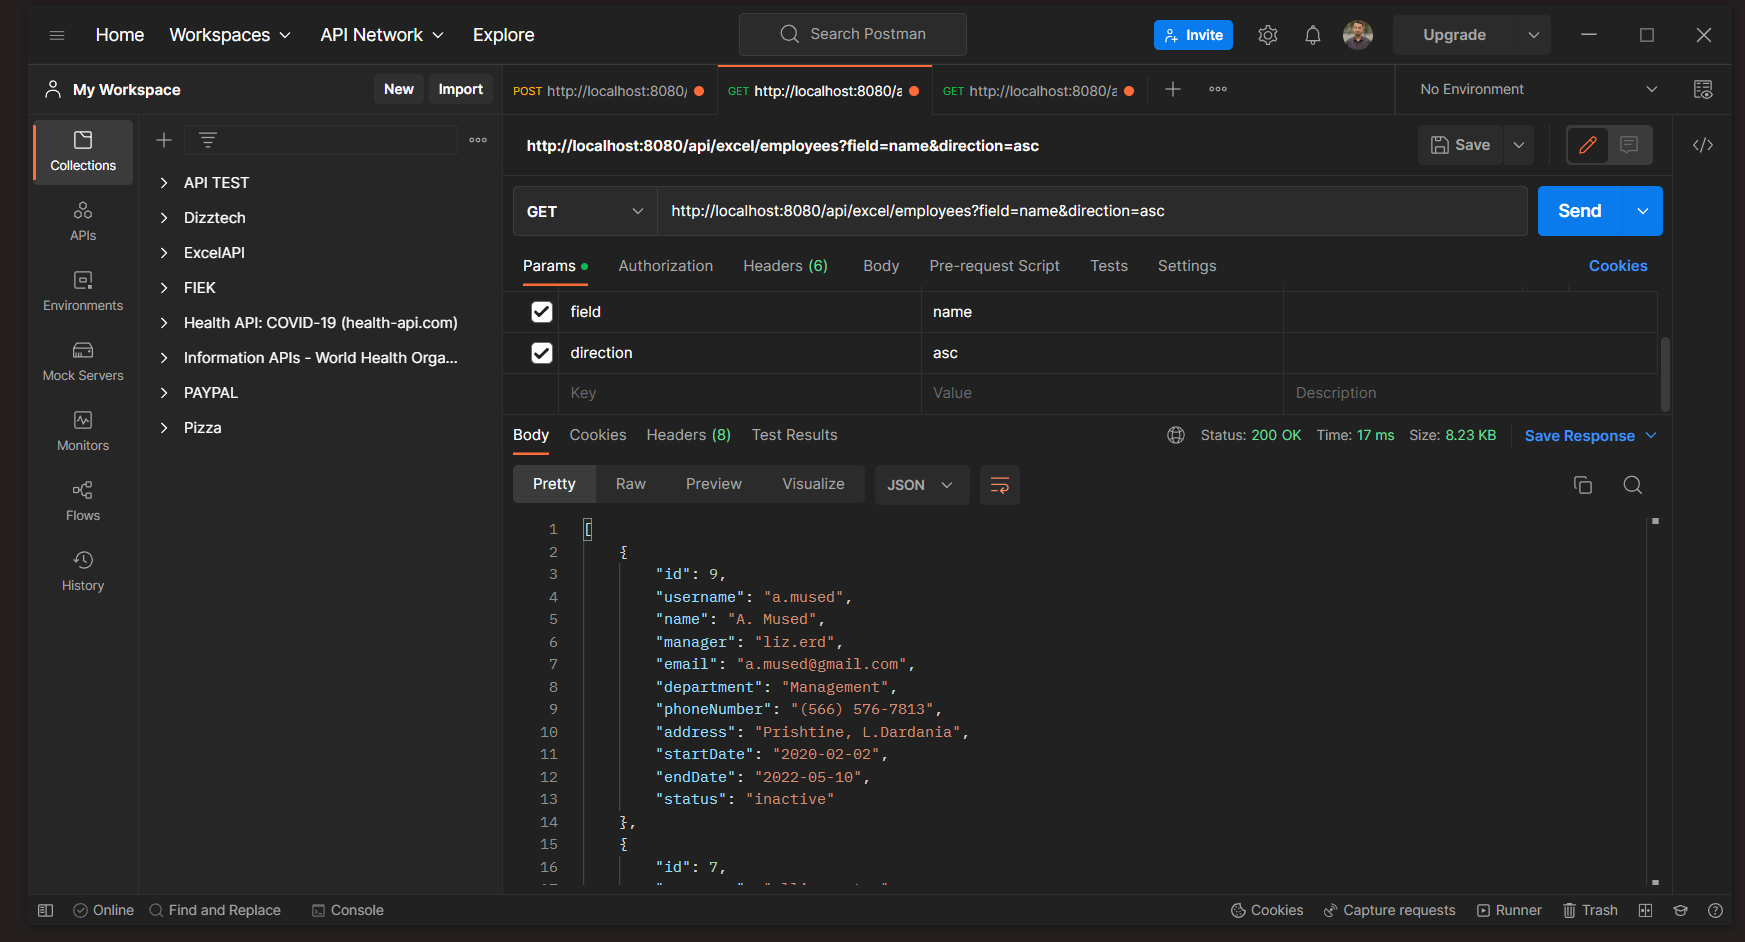 Home Workspaces API Network Explore Search Postman Invite Upgrade
My Workspace New Import POST http://localhost:8080/ GET http://localhost:8080/a GET http://localhost:8080/a No Environment
Collections
APIs
Environments
Mock Servers
Monitors
Flows
History
API TEST
Dizztech
ExcelAPI
FIEK
Health API: COVID-19 (health-api.com)
Information APIs - World Health Orga...
PAYPAL
Pizza
http://localhost:8080/api/excel/employees?field=name&direction=asc Save
GET http://localhost:8080/api/excel/employees?field=name&direction=asc Send
Params Authorization Headers (6) Body Pre-request Script Tests Settings Cookies
field name
direction asc
Key Value Description
Body Cookies Headers (8) Test Results Status: 200 OK Time: 17 ms Size: 8.23 KB Save Response
Pretty Raw Preview Visualize JSON
1 [
2 {
3 "id": 9,
4 "username": "a.mused",
5 "name": "A. Mused",
6 "manager": "liz.erd",
7 "email": "a.mused@gmail.com",
8 "department": "Management",
9 "phoneNumber": "(566) 576-7813",
10 "address": "Prishtine, L.Dardania",
11 "startDate": "2020-02-02",
12 "endDate": "2022-05-10",
13 "status": "inactive"
14 },
15 {
16 "id": 7,
Online Find and Replace Console Cookies Capture requests Runner Trash